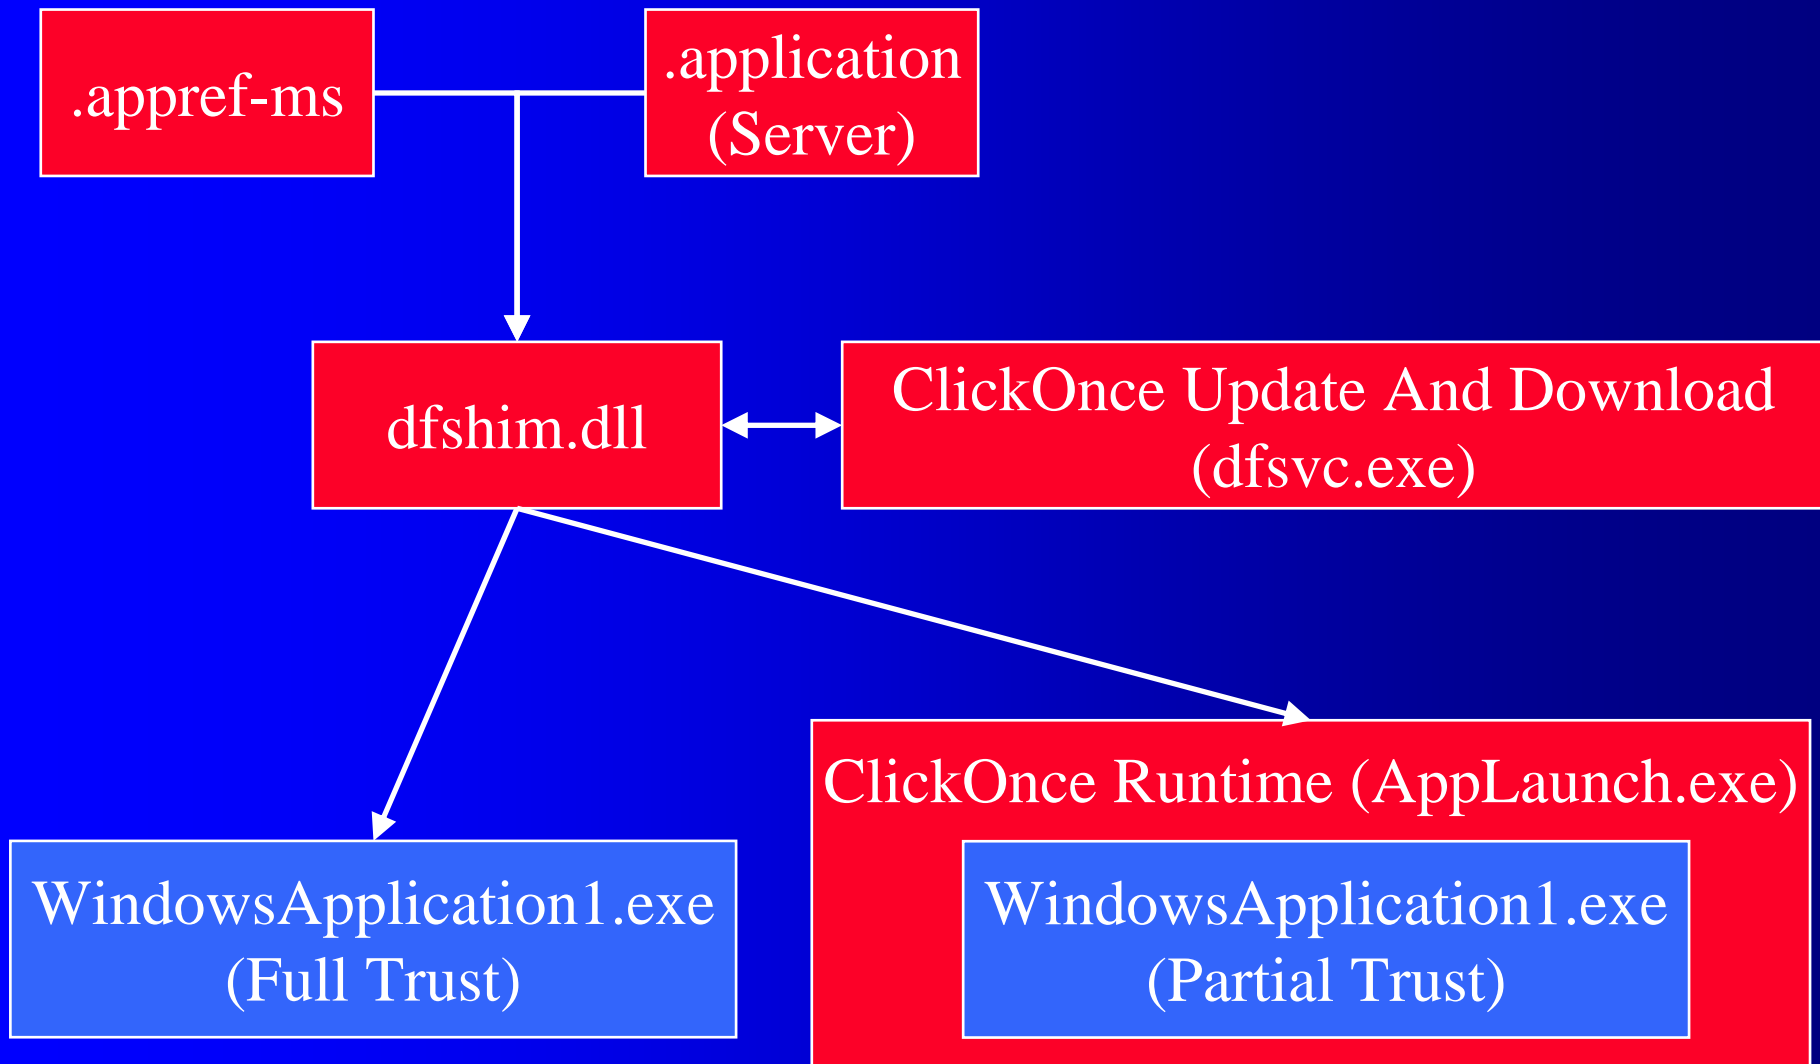 .appref-ms
.application
(Server)
dfshim.dll
ClickOnce Update And Download
(dfsvc.exe)
ClickOnce Runtime (AppLaunch.exe)
WindowsApplication1.exe
(Full Trust)
WindowsApplication1.exe
(Partial Trust)